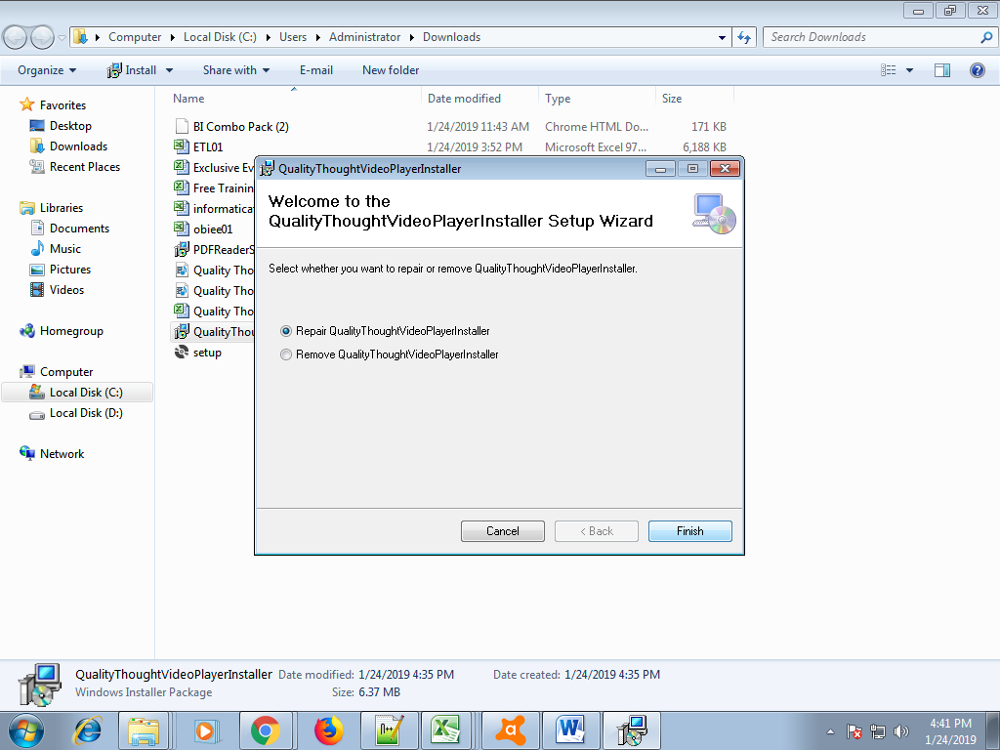 Computer Local Disk (C:) Users Administrator Downloads Search Downloads
Organize Install Share with E-mail New folder
Name Date modified Type Size
Favorites
Desktop
Downloads
Recent Places
Libraries
Documents
Music
Pictures
Videos
Homegroup
Computer
Local Disk (C:)
Local Disk (D:)
Network
BI Combo Pack (2) 1/24/2019 11:43 AM Chrome HTML Do... 171 KB
ETL01 1/24/2019 3:52 PM Microsoft Excel 97... 6,188 KB
Exclusive Ev
Free Trainin
informatica
obiee01
PDFReaderS
Quality Tho
Quality Tho
Quality Tho
QualityThou
setup
QualityThoughtVideoPlayerInstaller
Welcome to the
QualityThoughtVideoPlayerInstaller Setup Wizard
Select whether you want to repair or remove QualityThoughtVideoPlayerInstaller.
Repair QualityThoughtVideoPlayerInstaller
Remove QualityThoughtVideoPlayerInstaller
Cancel < Back Finish
QualityThoughtVideoPlayerInstaller Date modified: 1/24/2019 4:35 PM Date created: 1/24/2019 4:35 PM
Windows Installer Package Size: 6.37 MB
4:41 PM
1/24/2019